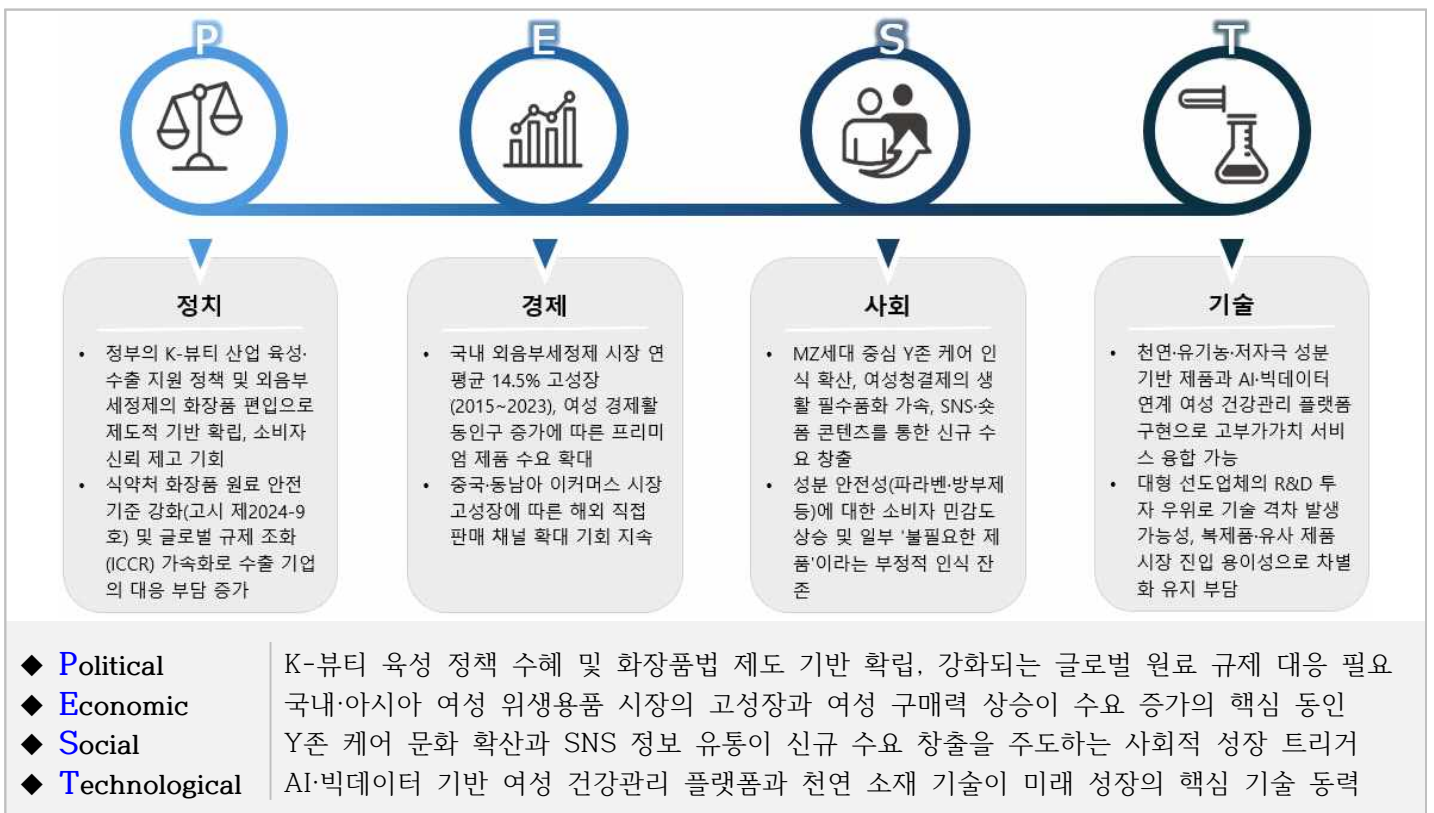 P
E
S
T
정치
• 정부의 K-뷰티 산업 육성·
수출 지원 정책 및 외음부
세정제의 화장품 편입으로
제도적 기반 확립, 소비자
신뢰 제고 기회
• 식약처 화장품 원료 안전
기준 강화(고시 제2024-9
호) 및 글로벌 규제 조화
(ICCR) 가속화로 수출 기업
의 대응 부담 증가
경제
• 국내 외음부세정제 시장 연
평균 14.5% 고성장
(2015~2023), 여성 경제활
동인구 증가에 따른 프리미
엄 제품 수요 확대
• 중국·동남아 이커머스 시장
고성장에 따른 해외 직접
판매 채널 확대 기회 지속
사회
• MZ세대 중심 Y존 케어 인
식 확산, 여성청결제의 생
활 필수품화 가속, SNS·숏
폼 콘텐츠를 통한 신규 수
요 창출
• 성분 안전성(파라벤·방부제
등)에 대한 소비자 민감도
상승 및 일부 '불필요한 제
품'이라는 부정적 인식 잔
존
기술
• 천연·유기농·저자극 성분
기반 제품과 AI·빅데이터
연계 여성 건강관리 플랫폼
구현으로 고부가가치 서비
스 융합 가능
• 대형 선도업체의 R&D 투
자 우위로 기술 격차 발생
가능성, 복제품·유사 제품
시장 진입 용이성으로 차별
화 유지 부담
◆ Political K-뷰티 육성 정책 수혜 및 화장품법 제도 기반 확립, 강화되는 글로벌 원료 규제 대응 필요
◆ Economic 국내·아시아 여성 위생용품 시장의 고성장과 여성 구매력 상승이 수요 증가의 핵심 동인
◆ Social Y존 케어 문화 확산과 SNS 정보 유통이 신규 수요 창출을 주도하는 사회적 성장 트리거
◆ Technological AI·빅데이터 기반 여성 건강관리 플랫폼과 천연 소재 기술이 미래 성장의 핵심 기술 동력